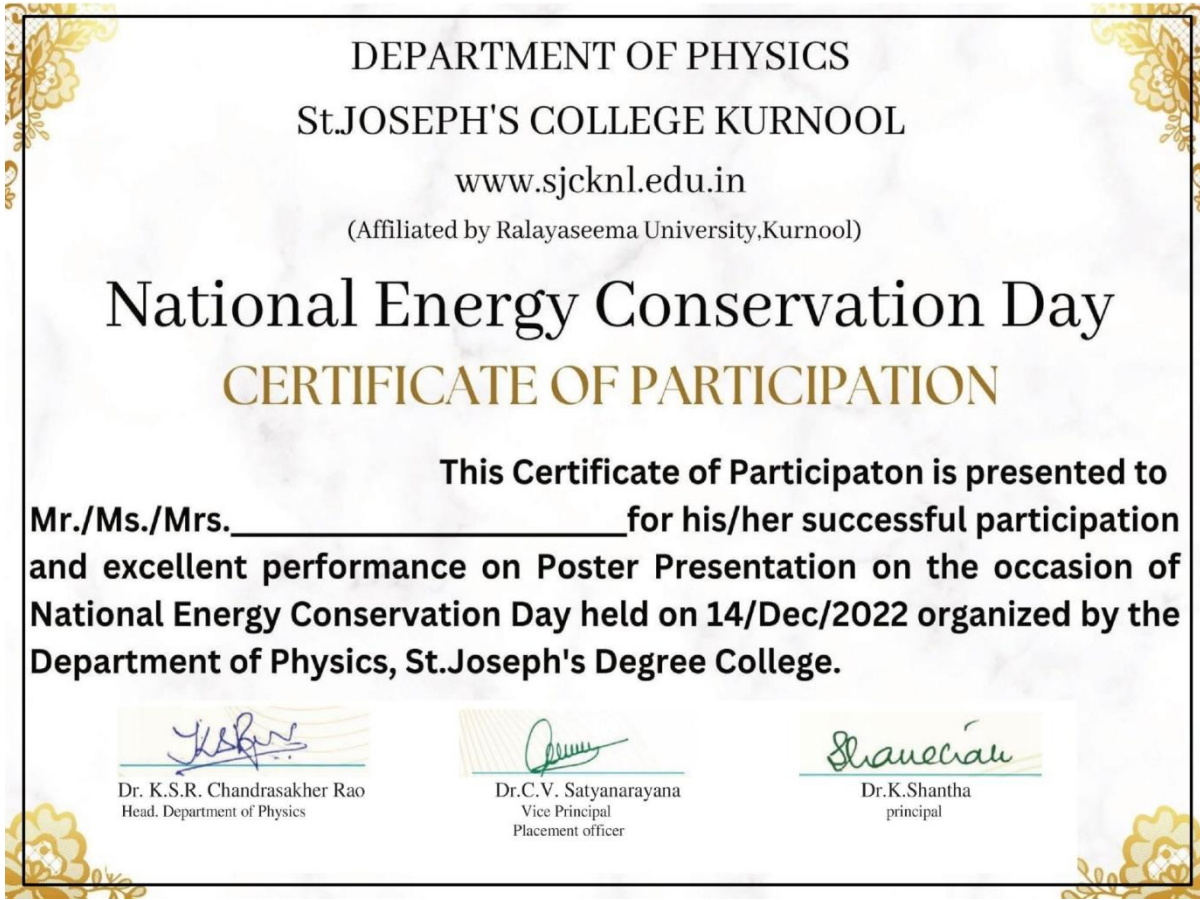 DEPARTMENT OF PHYSICS
St.JOSEPH'S COLLEGE KURNOOL
www.sjcknl.edu.in
(Affiliated by Ralayaseema University,Kurnool)
National Energy Conservation Day
CERTIFICATE OF PARTICIPATION
This Certificate of Participaton is presented to
Mr./Ms./Mrs.______________________for his/her successful participation
and excellent performance on Poster Presentation on the occasion of
National Energy Conservation Day held on 14/Dec/2022 organized by the
Department of Physics, St.Joseph's Degree College.
Dr. K.S.R. Chandrasakher Rao
Head. Department of Physics
Dr.C.V. Satyanarayana
Vice Principal
Placement officer
Dr.K.Shantha
principal